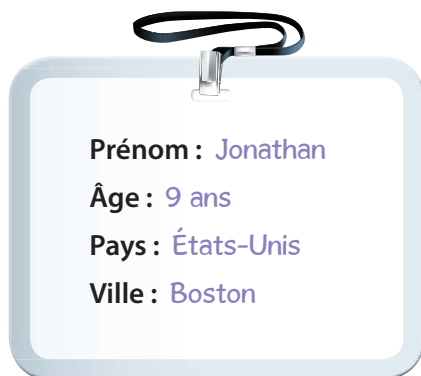 Prénom : Jonathan
Âge : 9 ans
Pays : États-Unis
Ville : Boston